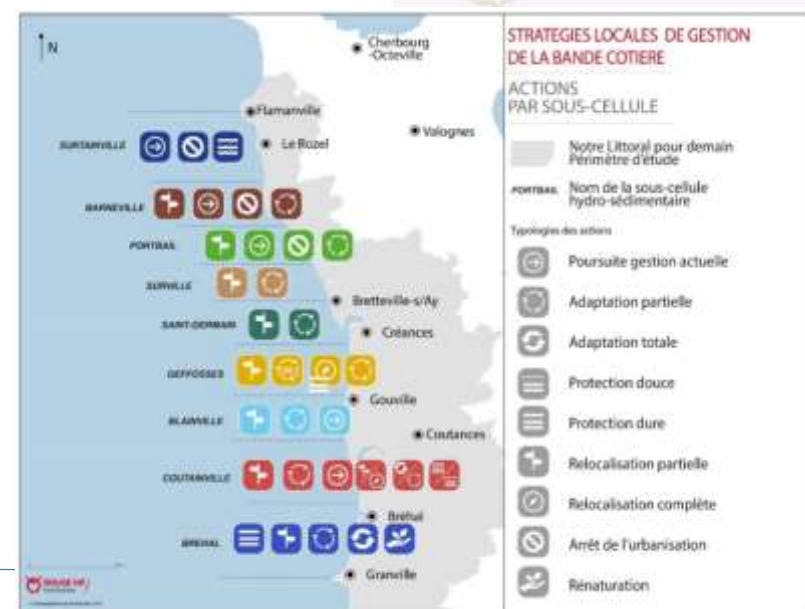 N
Cherbourg
-Octeville
Flamanville
Valognes
SURTAINVILLE
Le Rozel
BARNEVILLE
PORTBAIL
SURVILLE
Bretteville-s/Ay
SAINT-GERMAIN
Créances
GEFFOSSES
Gouville
BLAINVILLE
Coutances
COUTAINVILLE
Bréhal
BREHAL
Granville
STRATEGIES LOCALES DE GESTION
DE LA BANDE COTIERE
ACTIONS
PAR SOUS-CELLULE
Notre Littoral pour demain
Périmètre d'étude
PORTBAIL
Nom de la sous-cellule
hydro-sédimentaire
Typologies des actions
Poursuite gestion actuelle
Adaptation partielle
Adaptation totale
Protection douce
Protection dure
Relocalisation partielle
Relocalisation complète
Arrêt de l'urbanisation
Rénaturation